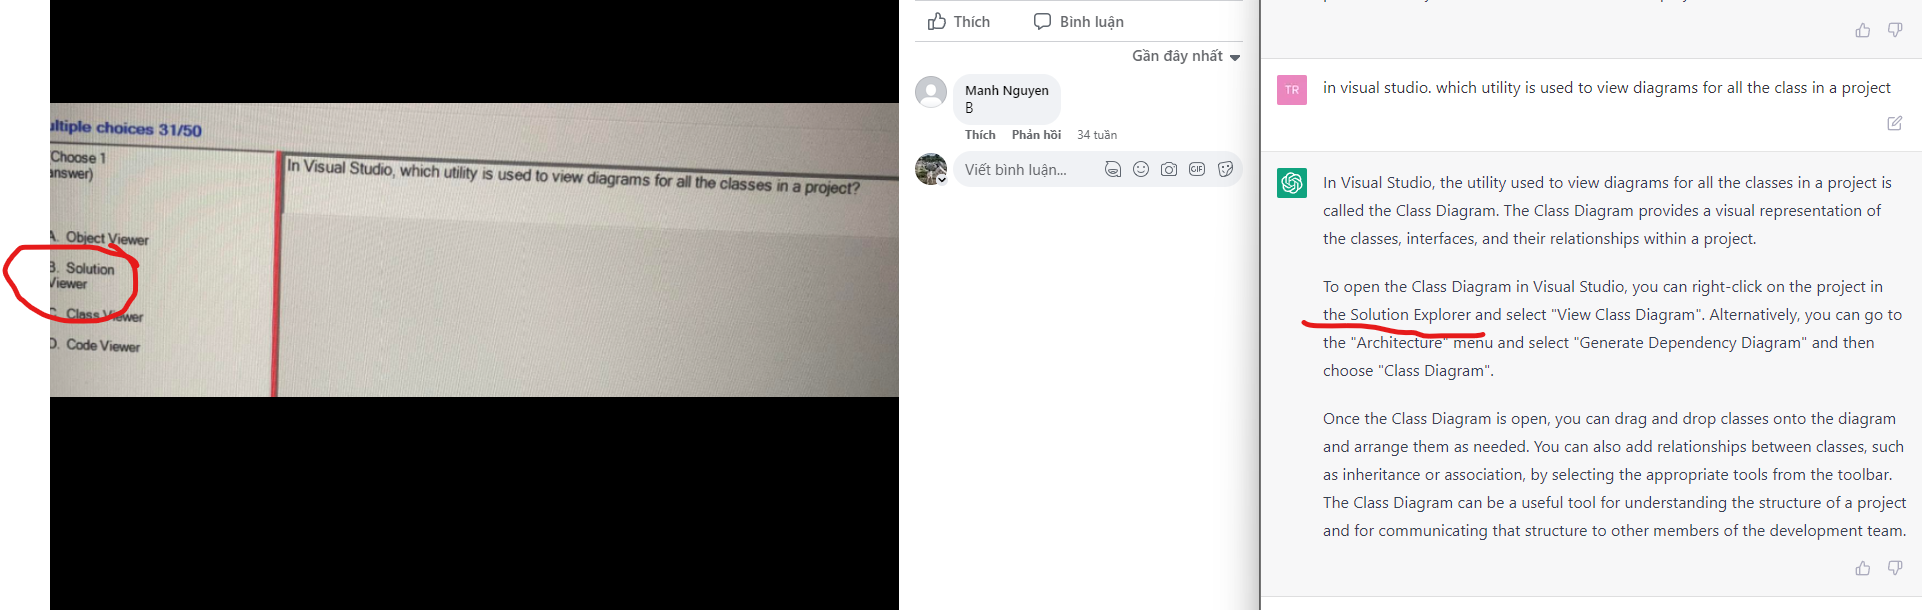 ltiple choices 31/50
Choose 1
answer)
In Visual Studio, which utility is used to view diagrams for all the classes in a project?
A. Object Viewer
B. Solution
Viewer
C. Class Viewer
D. Code Viewer
Thích
Bình luận
Gần đây nhất
Manh Nguyen
B
Thích Phản hồi 34 tuần
Viết bình luận...
GIF
TR
in visual studio. which utility is used to view diagrams for all the class in a project
In Visual Studio, the utility used to view diagrams for all the classes in a project is
called the Class Diagram. The Class Diagram provides a visual representation of
the classes, interfaces, and their relationships within a project.
To open the Class Diagram in Visual Studio, you can right-click on the project in
the Solution Explorer and select "View Class Diagram". Alternatively, you can go to
the "Architecture" menu and select "Generate Dependency Diagram" and then
choose "Class Diagram".
Once the Class Diagram is open, you can drag and drop classes onto the diagram
and arrange them as needed. You can also add relationships between classes, such
as inheritance or association, by selecting the appropriate tools from the toolbar.
The Class Diagram can be a useful tool for understanding the structure of a project
and for communicating that structure to other members of the development team.